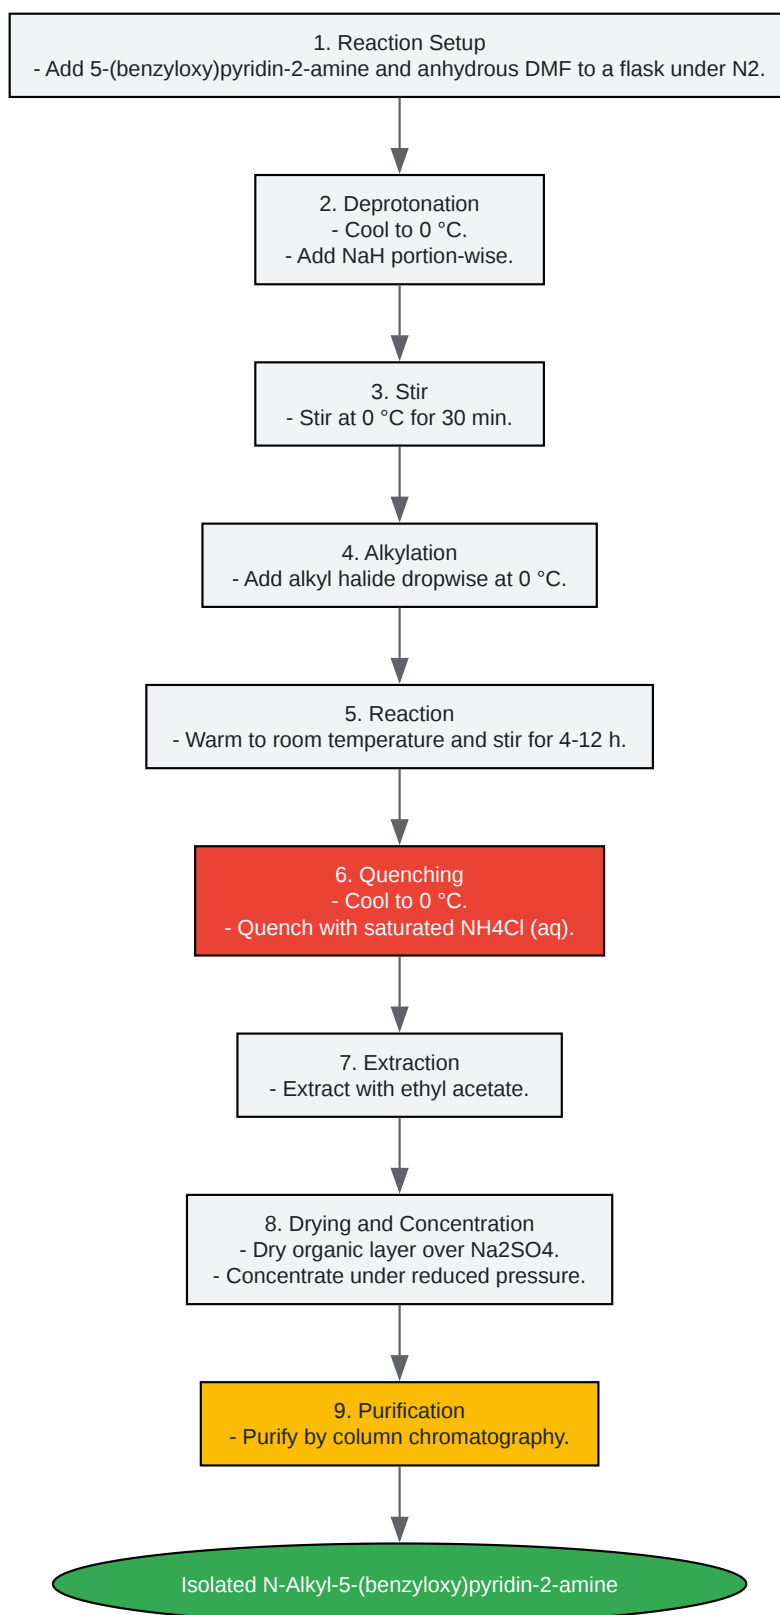 1. Reaction Setup
- Add 5-(benzyloxy)pyridin-2-amine and anhydrous DMF to a flask under N2.
2. Deprotonation
- Cool to 0 °C.
- Add NaH portion-wise.
3. Stir
- Stir at 0 °C for 30 min.
4. Alkylation
- Add alkyl halide dropwise at 0 °C.
5. Reaction
- Warm to room temperature and stir for 4-12 h.
6. Quenching
- Cool to 0 °C.
- Quench with saturated NH4Cl (aq).
7. Extraction
- Extract with ethyl acetate.
8. Drying and Concentration
- Dry organic layer over Na2SO4.
- Concentrate under reduced pressure.
9. Purification
- Purify by column chromatography.
Isolated N-Alkyl-5-(benzyloxy)pyridin-2-amine